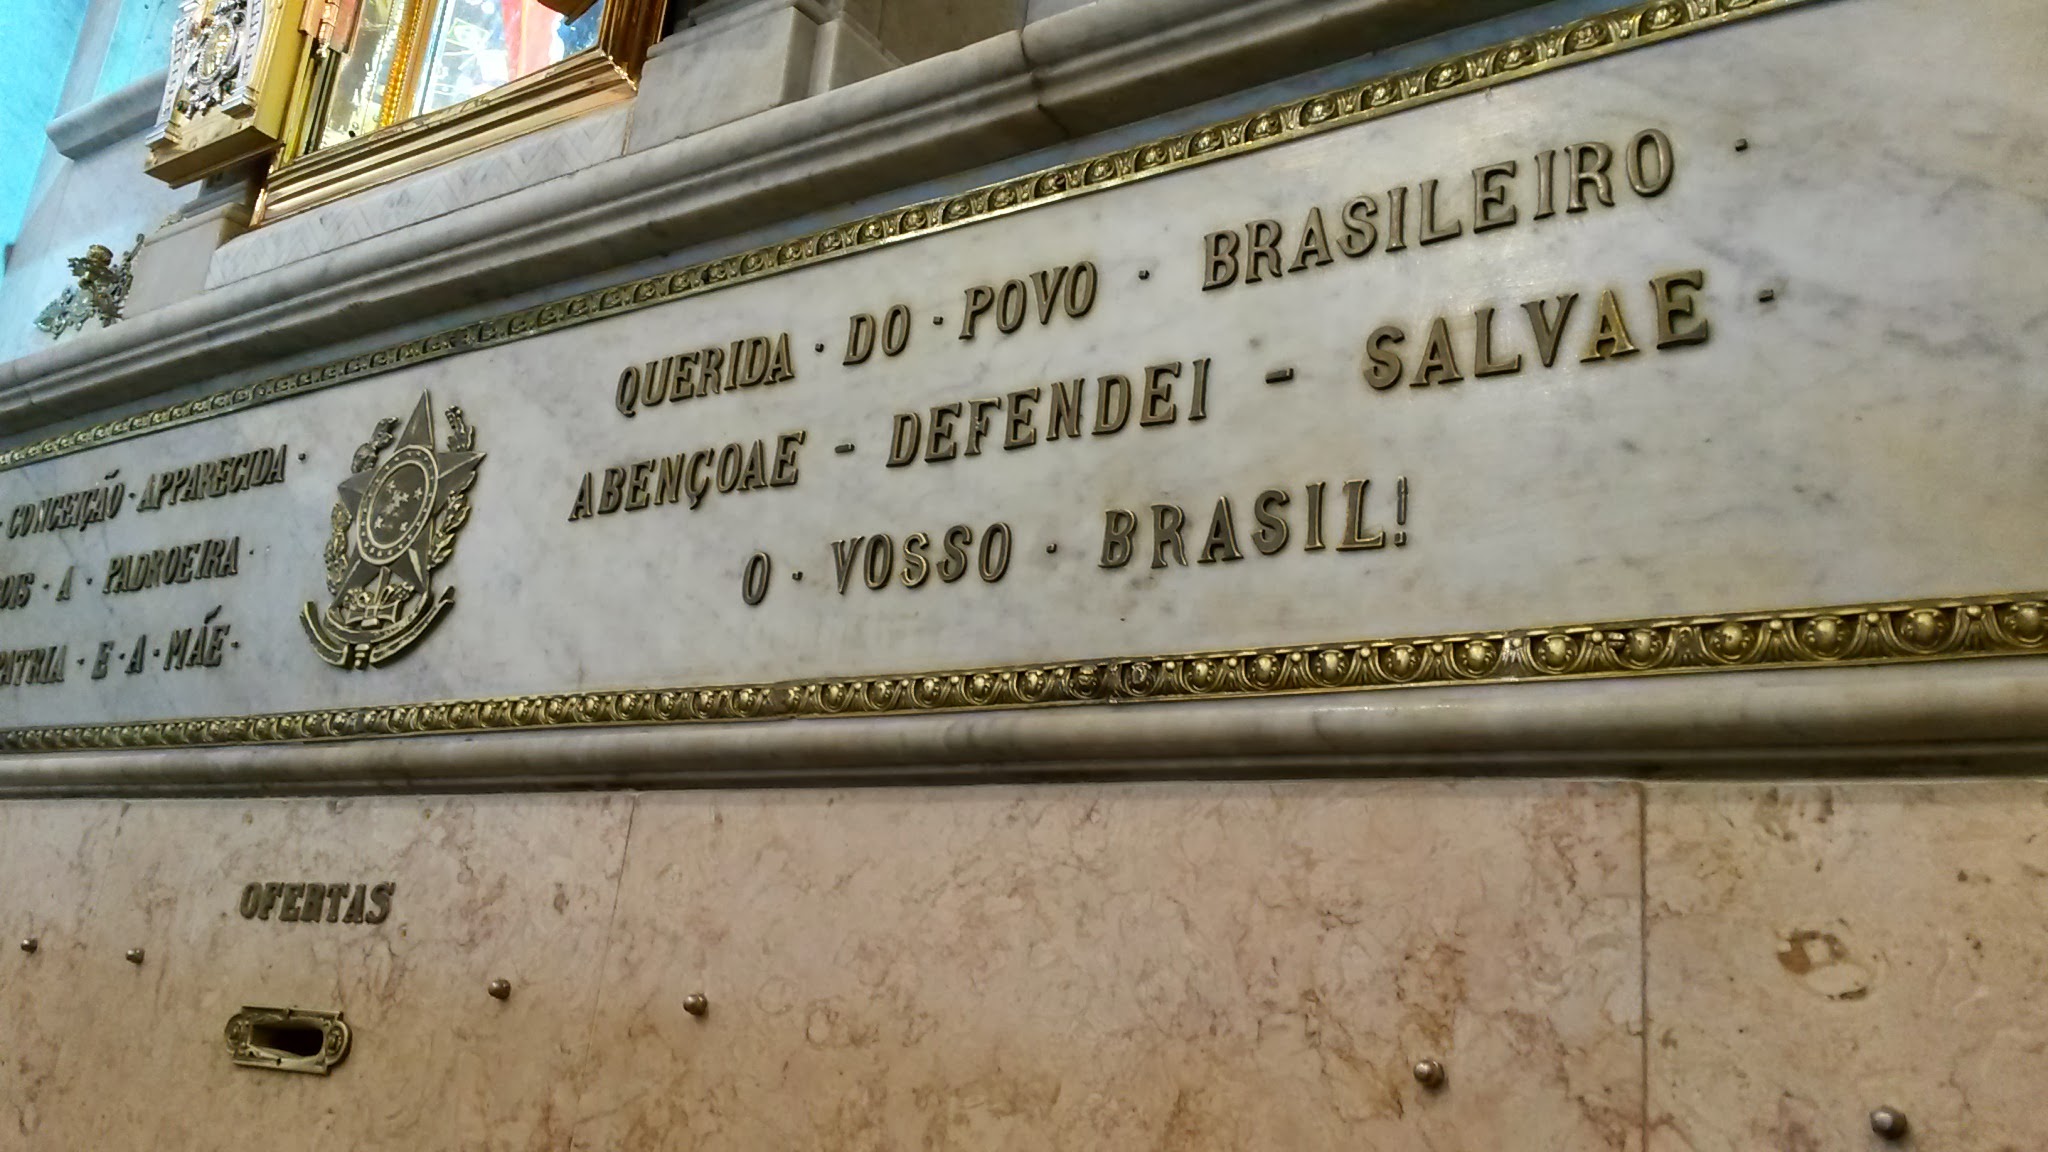 CONCEIÇÃO · APPARECIDA ·
· A · PADROEIRA ·
PATRIA · E · A · MÃE ·
QUERIDA · DO · POVO · BRASILEIRO ·
ABENÇOAE - DEFENDEI - SALVAE -
O · VOSSO · BRASIL!
OFERTAS